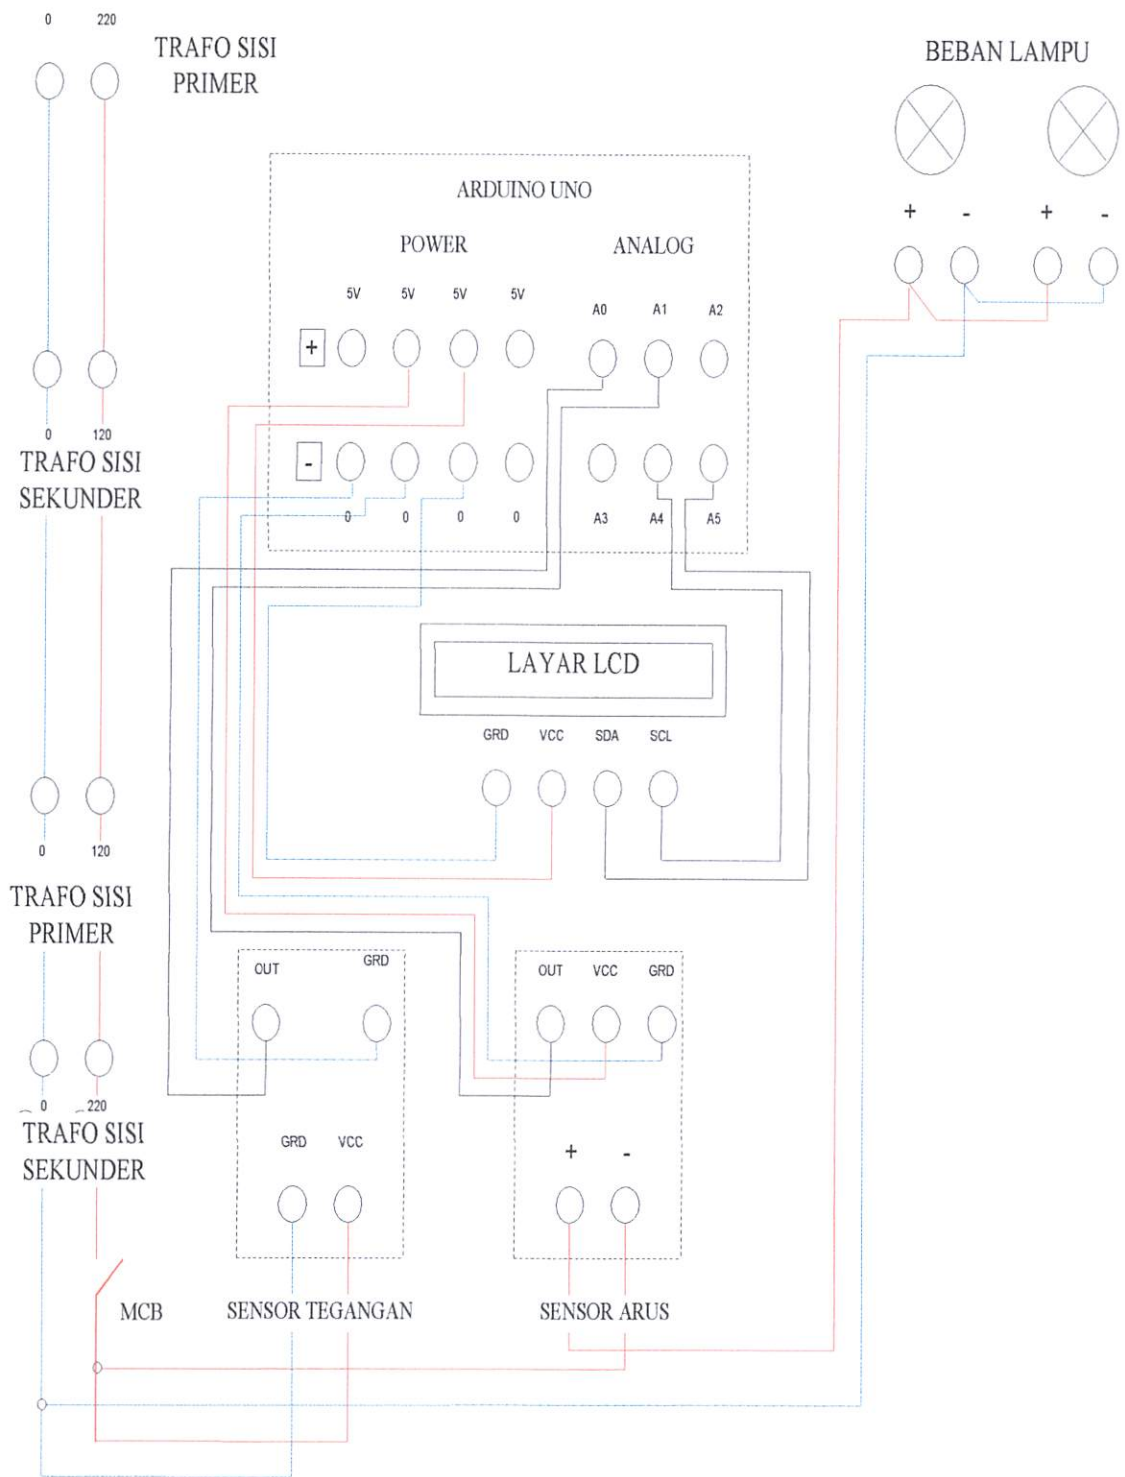 0 220
TRAFO SISI
PRIMER
BEBAN LAMPU
ARDUINO UNO
POWER
ANALOG
5V 5V 5V 5V
A0 A1 A2
+
+ - + -
-
0 0 0 0
A3 A4 A5
0 120
TRAFO SISI
SEKUNDER
LAYAR LCD
GRD VCC SDA SCL
0 120
TRAFO SISI
PRIMER
OUT GRD
OUT VCC GRD
0 220
TRAFO SISI
SEKUNDER
GRD VCC
+ -
MCB
SENSOR TEGANGAN
SENSOR ARUS